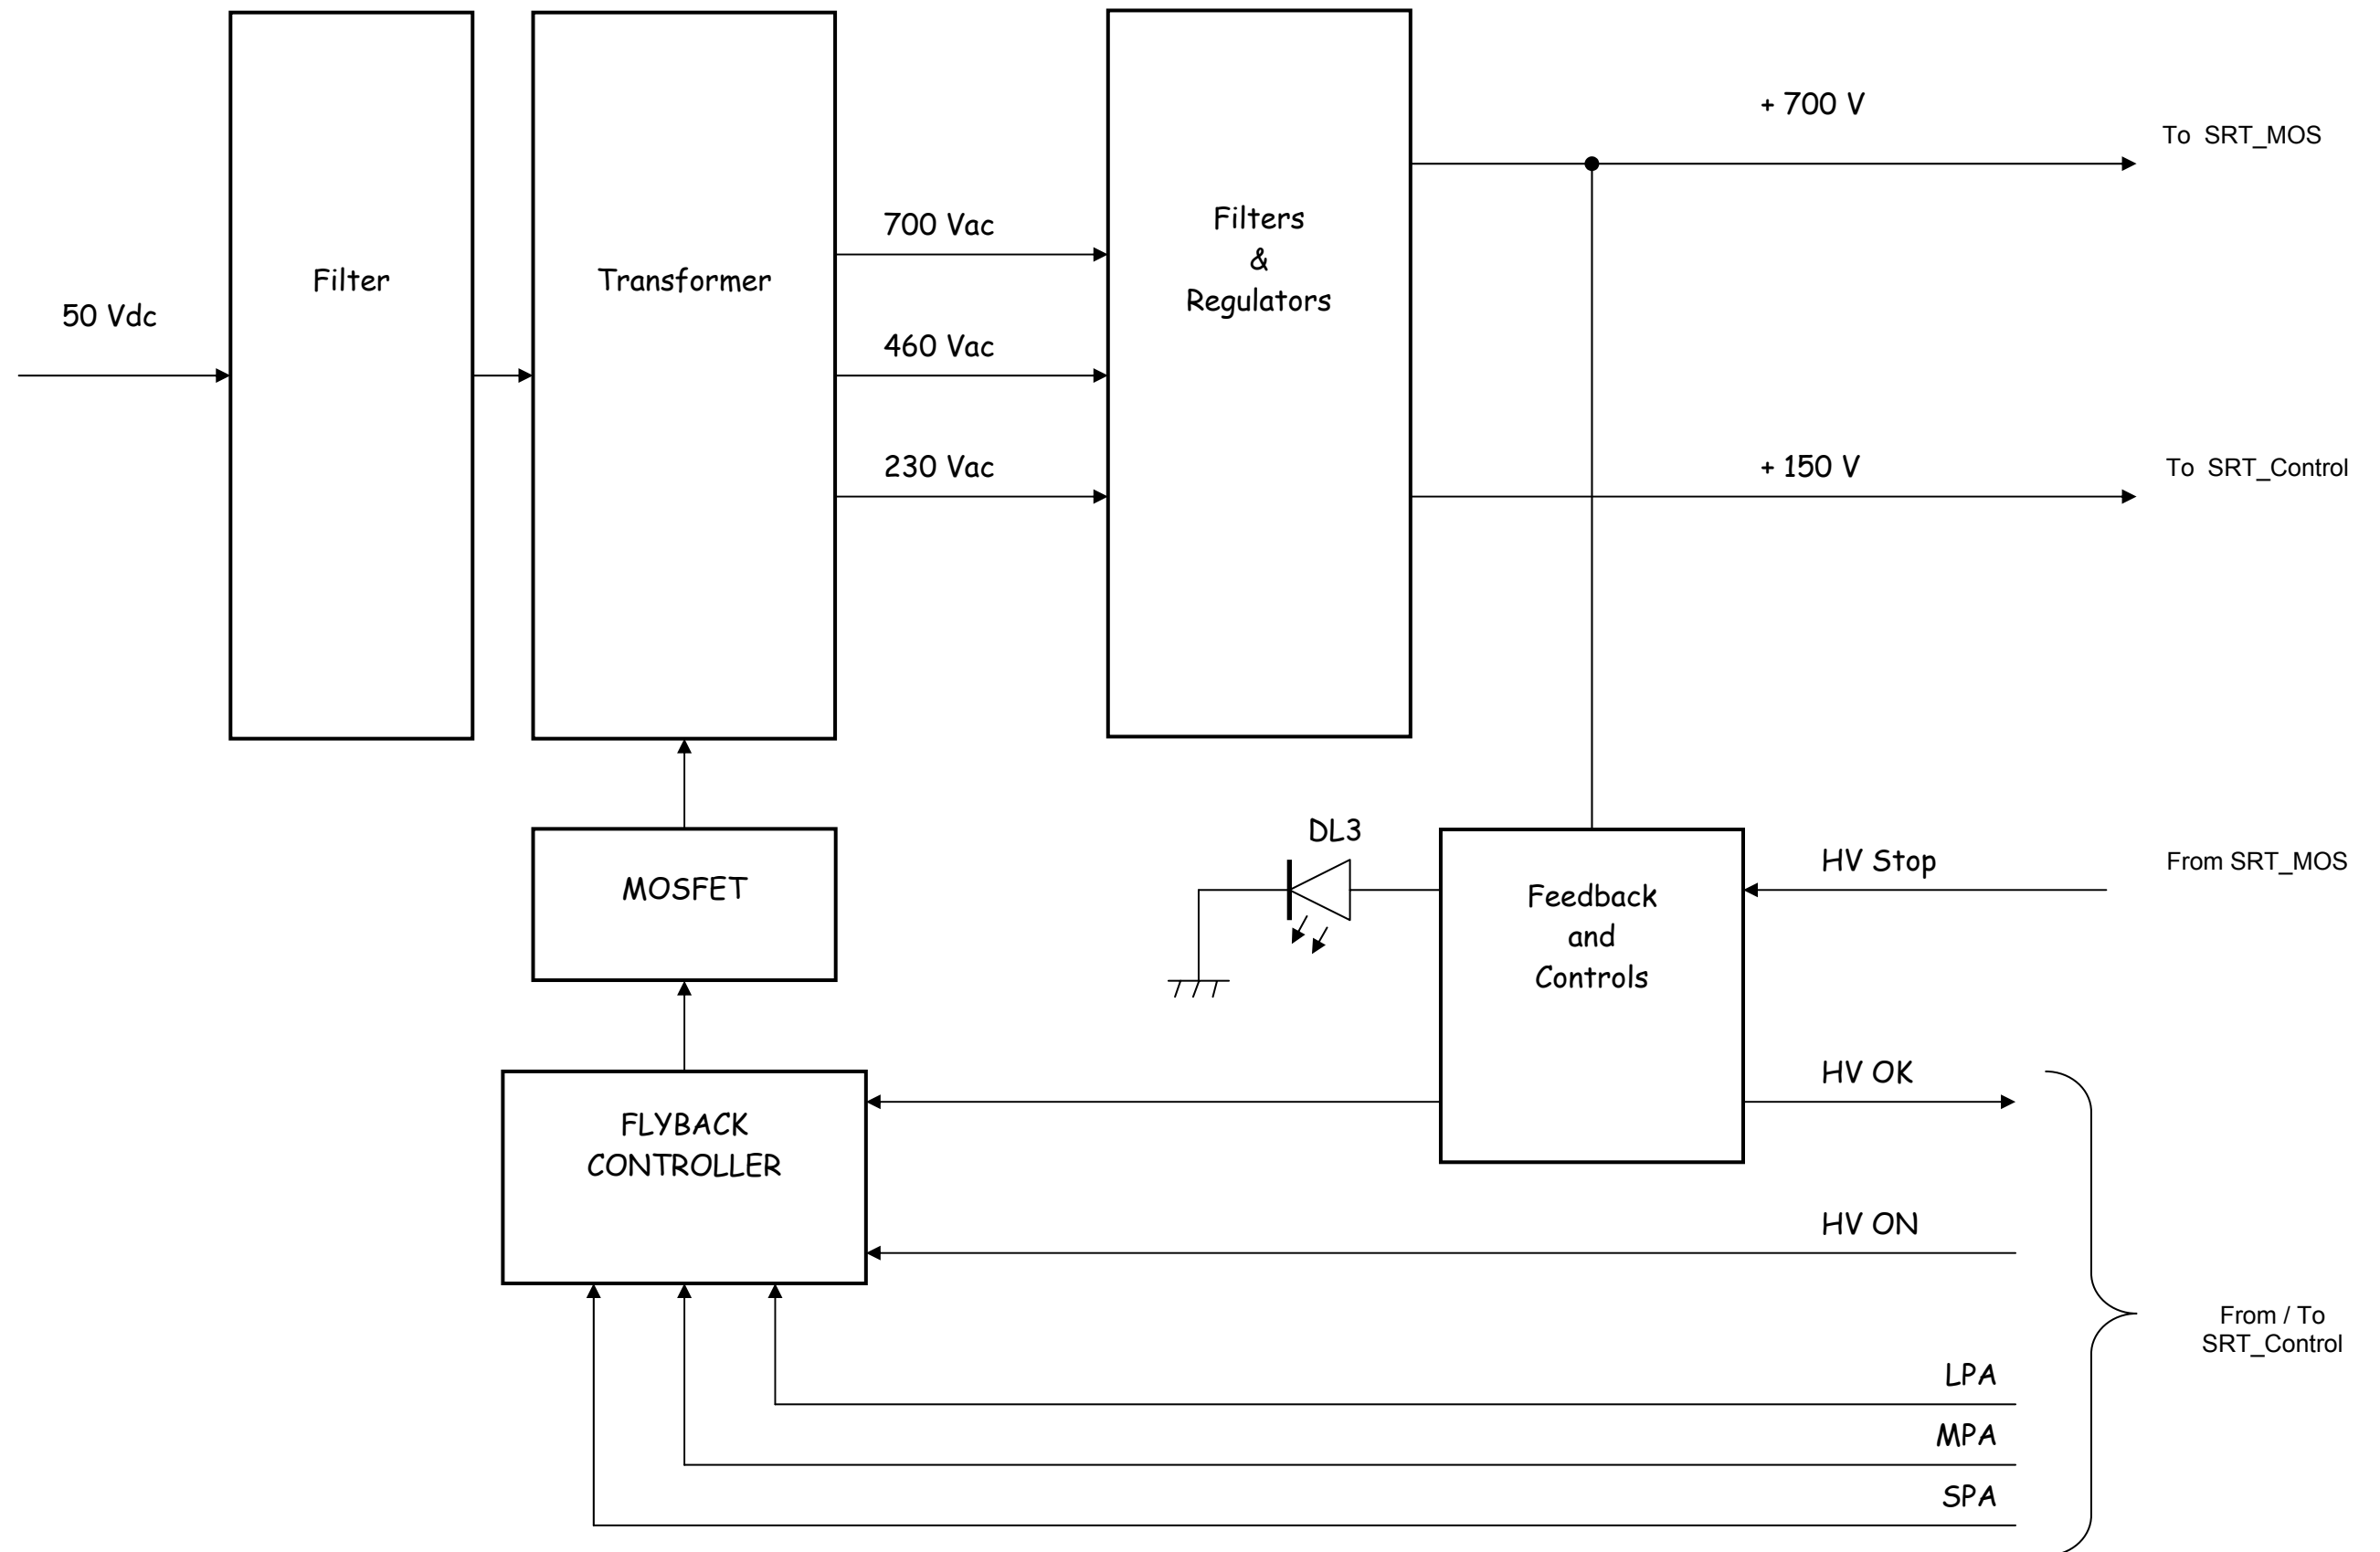 + 700 V
To SRT_MOS
700 Vac
Filters
&
Regulators
Filter
Transformer
50 Vdc
460 Vac
230 Vac
+ 150 V
To SRT_Control
DL3
MOSFET
HV Stop
From SRT_MOS
Feedback
and
Controls
HV OK
FLYBACK
CONTROLLER
HV ON
From / To
SRT_Control
LPA
MPA
SPA